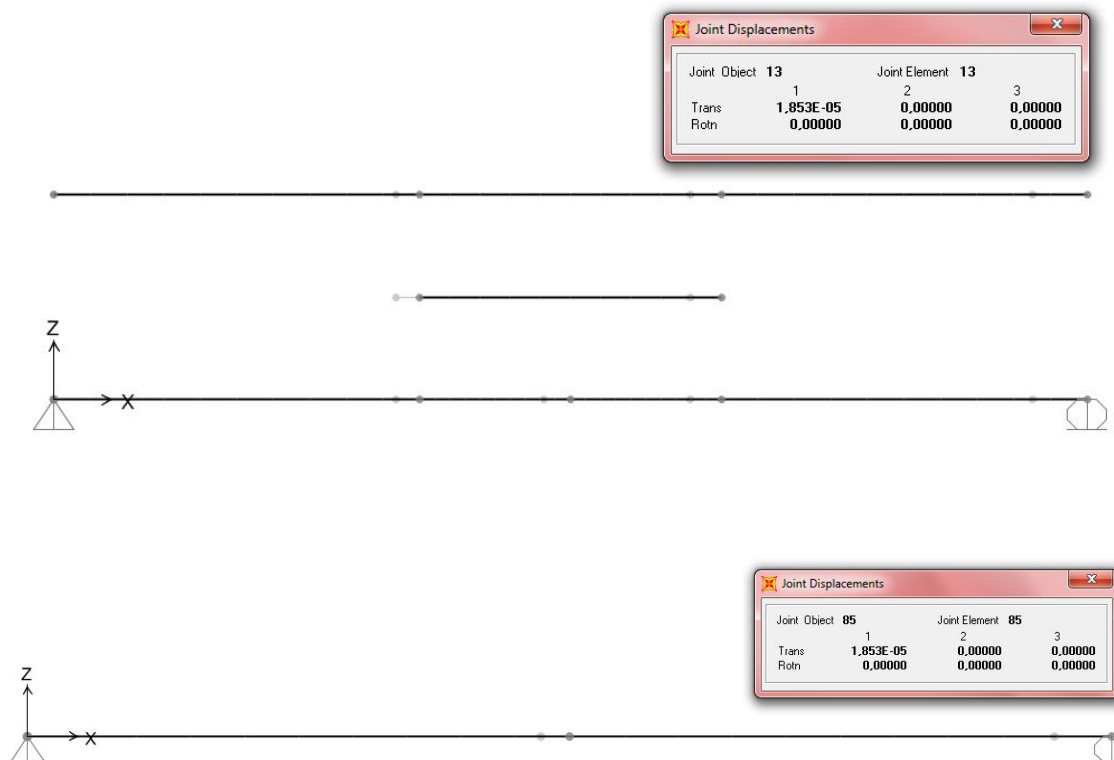 Joint Displacements
Joint Object 13 Joint Element 13
1 2 3
Trans 1,853E-05 0,00000 0,00000
Rotn 0,00000 0,00000 0,00000
Z
X
Joint Displacements
Joint Object 85 Joint Element 85
1 2 3
Trans 1,853E-05 0,00000 0,00000
Rotn 0,00000 0,00000 0,00000
Z
X